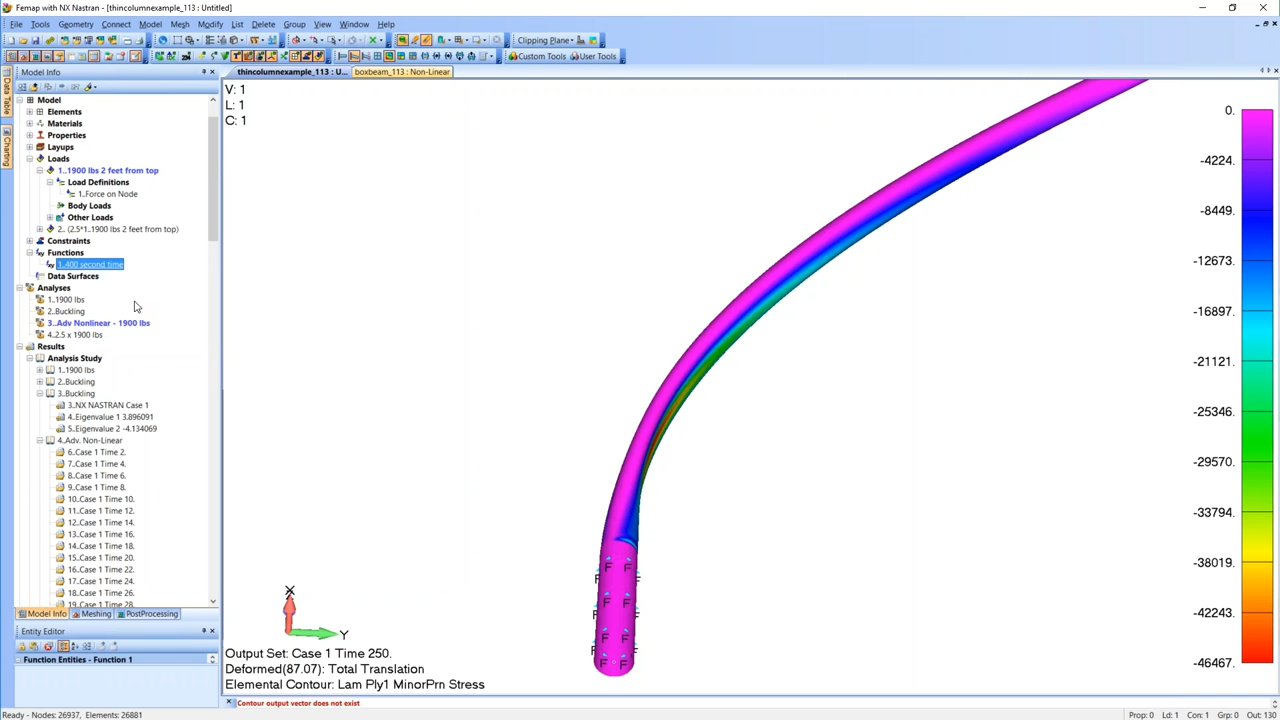 Femap with NX Nastran - [thincolumnexample_113 : Untitled]
File Tools Geometry Connect Model Mesh Modify List Delete Group View Window Help
Clipping Plane
Custom Tools User Tools
Model Info
thincolumnexample_113 : U...
boxbeam_113 : Non-Linear
Data Table
Charting
Model
Elements
Materials
Properties
Layups
Loads
1..1900 lbs 2 feet from top
Load Definitions
1..Force on Node
Body Loads
Other Loads
2.. (2.5*1..1900 lbs 2 feet from top)
Constraints
Functions
1..400 second time
Data Surfaces
Analyses
1..1900 lbs
2..Buckling
3..Adv Nonlinear - 1900 lbs
4..2.5 x 1900 lbs
Results
Analysis Study
1..1900 lbs
2..Buckling
3..Buckling
3..NX NASTRAN Case 1
4..Eigenvalue 1 3.896091
5..Eigenvalue 2 -4.134069
4..Adv. Non-Linear
6..Case 1 Time 2.
7..Case 1 Time 4.
8..Case 1 Time 6.
9..Case 1 Time 8.
10..Case 1 Time 10.
11..Case 1 Time 12.
12..Case 1 Time 14.
13..Case 1 Time 16.
14..Case 1 Time 18.
15..Case 1 Time 20.
16..Case 1 Time 22.
17..Case 1 Time 24.
18..Case 1 Time 26.
19..Case 1 Time 28.
Model Info Meshing PostProcessing
Entity Editor
Function Entities - Function 1
V: 1
L: 1
C: 1
0.
-4224.
-8449.
-12673.
-16897.
-21121.
-25346.
-29570.
-33794.
-38019.
-42243.
-46467.
F F
F F F
F F F F
F F F F
F F F
X
Y
Output Set: Case 1 Time 250.
Deformed(87.07): Total Translation
Elemental Contour: Lam Ply1 MinorPrn Stress
Contour output vector does not exist
Ready - Nodes: 26937, Elements: 26881
Prop: 0 Ld: 1 Con: 1 Grp: 0 Out: 130